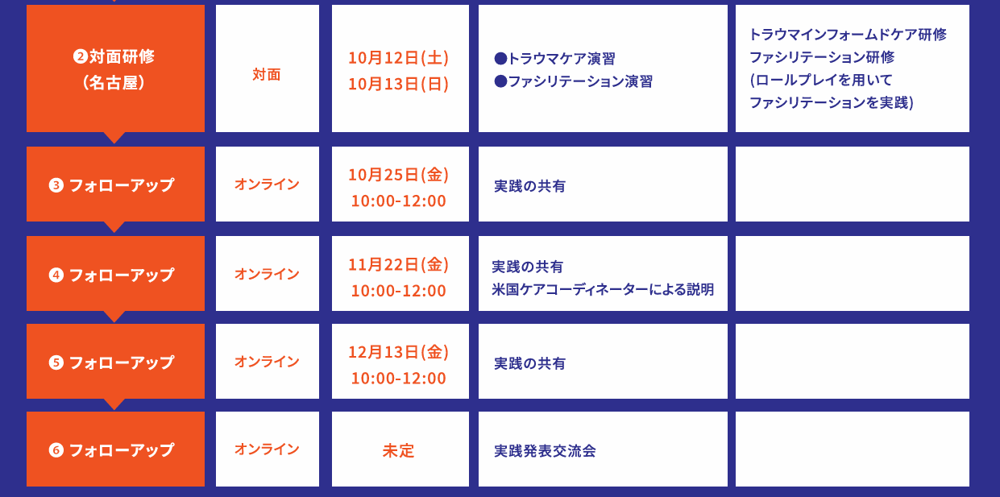 ❷対面研修
（名古屋）
対面
10月12日(土)
10月13日(日)
●トラウマケア演習
●ファシリテーション演習
トラウマインフォームドケア研修
ファシリテーション研修
(ロールプレイを用いて
ファシリテーションを実践)
❸ フォローアップ
オンライン
10月25日(金)
10:00-12:00
実践の共有
❹ フォローアップ
オンライン
11月22日(金)
10:00-12:00
実践の共有
米国ケアコーディネーターによる説明
❺ フォローアップ
オンライン
12月13日(金)
10:00-12:00
実践の共有
❻ フォローアップ
オンライン
未定
実践発表交流会